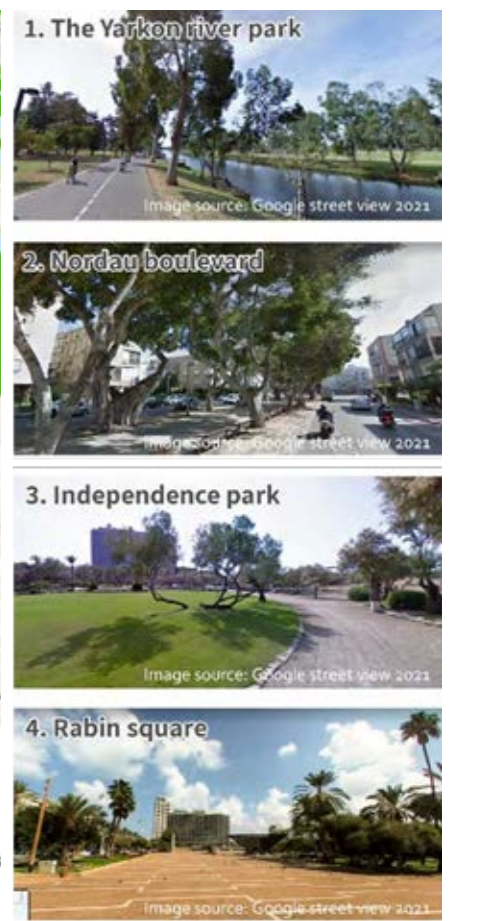 1. The Yarkon river park
Image source: Google street view 2021
2. Nordau boulevard
Image source: Google street view 2021
3. Independence park
Image source: Google street view 2021
4. Rabin square
Image source: Google street view 2021